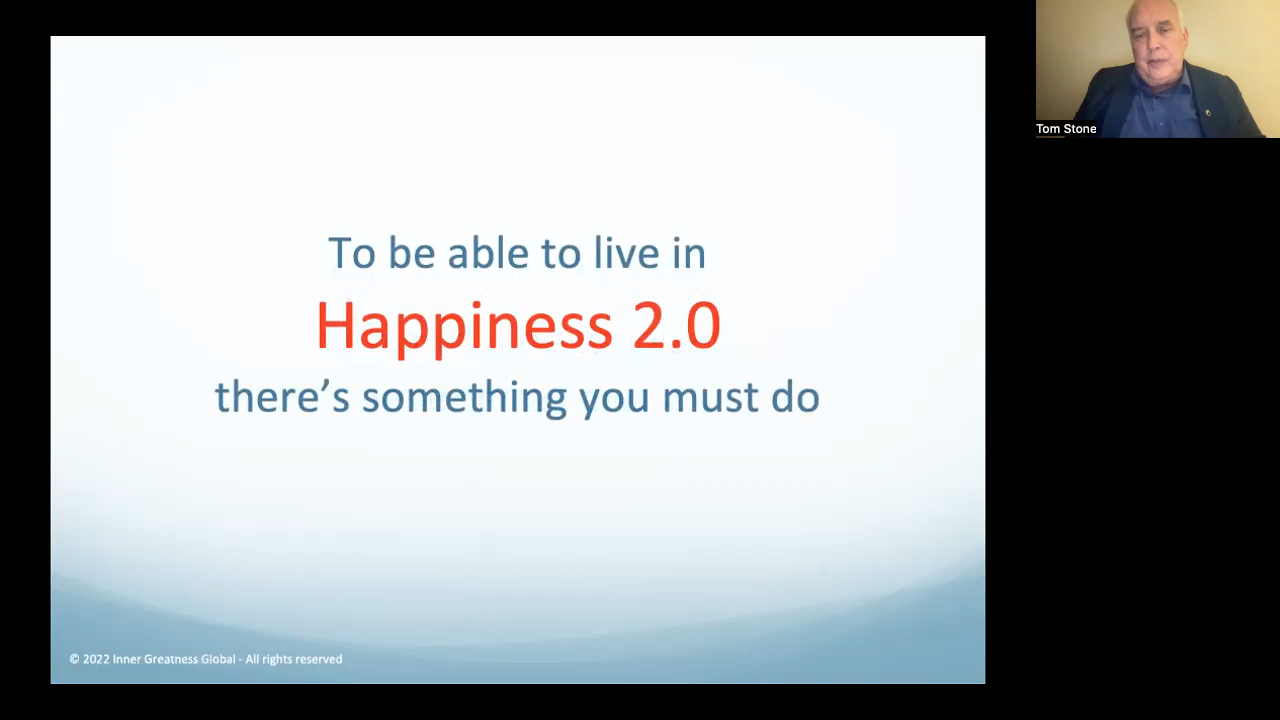 To be able to live in
Happiness 2.0
there's something you must do
© 2022 Inner Greatness Global - All rights reserved
Tom Stone